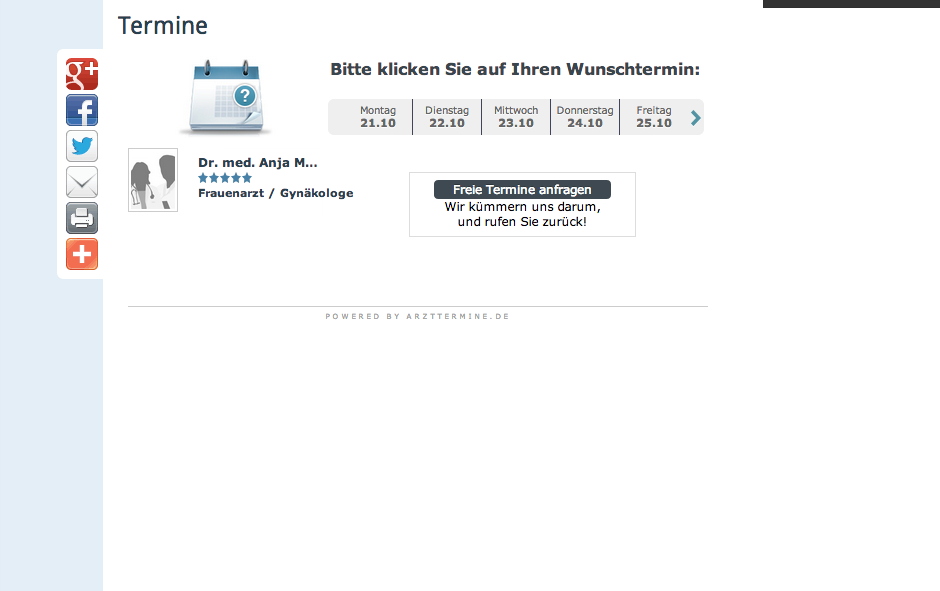 Termine
g+
f
?
Bitte klicken Sie auf Ihren Wunschtermin:
Montag Dienstag Mittwoch Donnerstag Freitag
21.10 22.10 23.10 24.10 25.10
Dr. med. Anja M...
Frauenarzt / Gynäkologe
Freie Termine anfragen
Wir kümmern uns darum,
und rufen Sie zurück!
POWERED BY ARZTTERMINE.DE